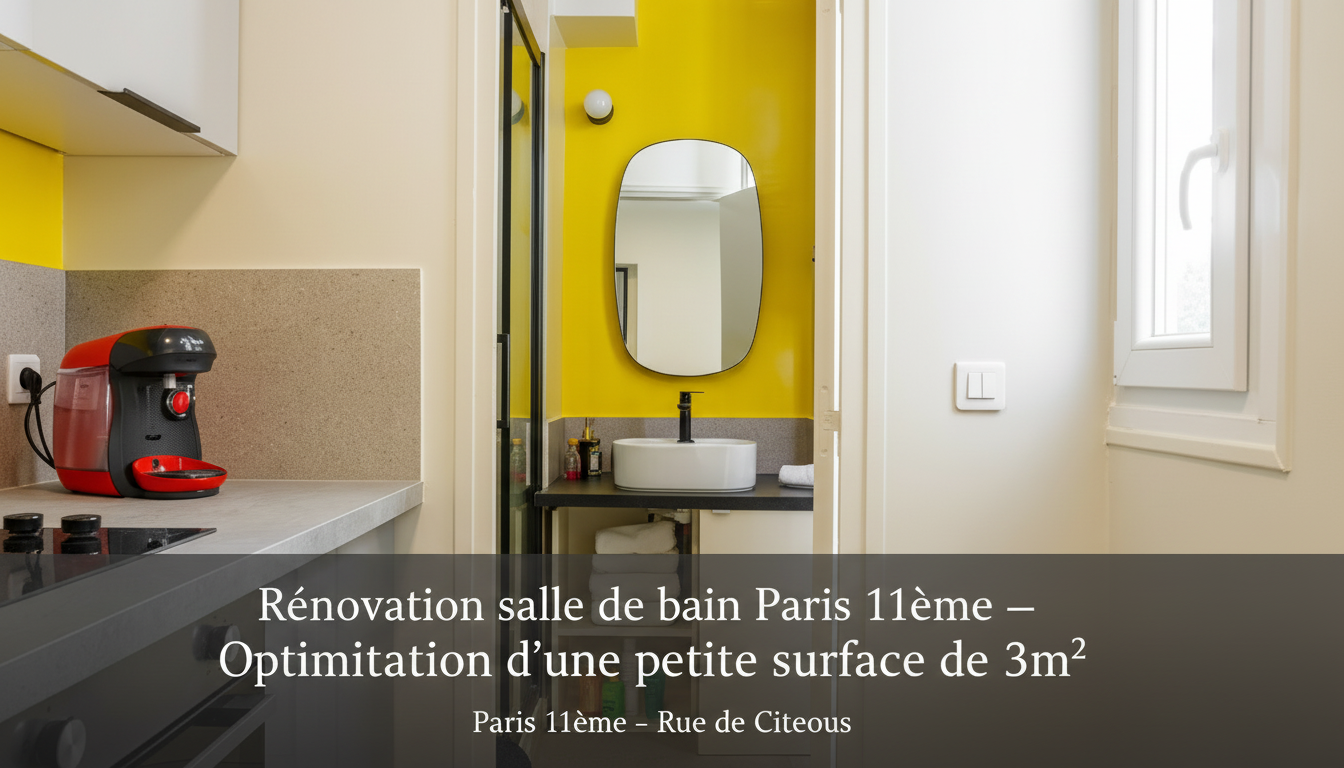 Rénovation salle de bain Paris 11ème –
Optimitation d’une petite surface de 3m²
Paris 11ème – Rue de Citeous